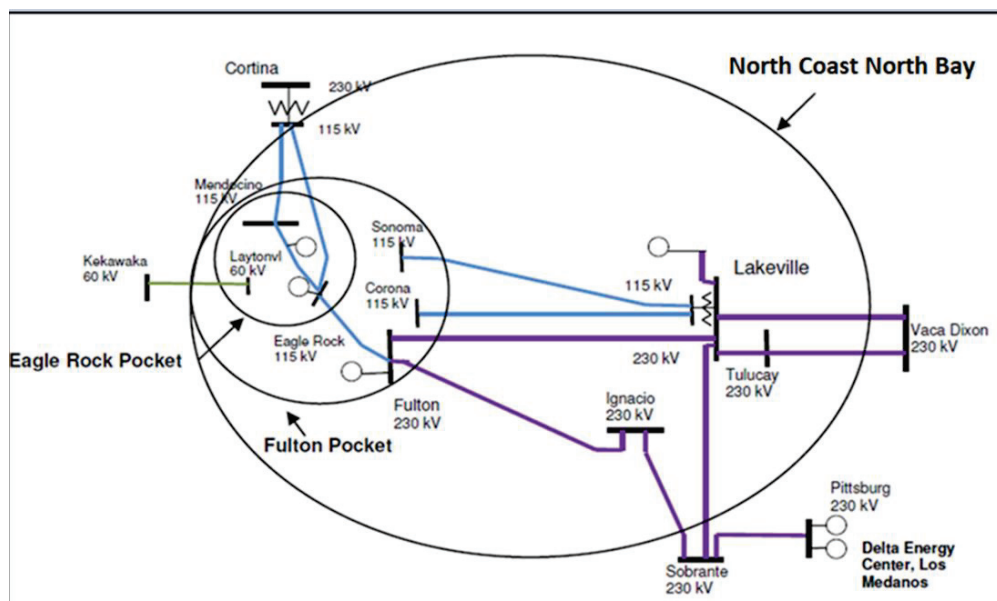 North Coast North Bay
Cortina
230 kV
115 kV
Mendocino
115 kV
Sonoma
115 kV
Kekawaka
60 kV
Laytonvl
60 kV
Lakeville
115 kV
Corona
115 kV
Eagle Rock
115 kV
Vaca Dixon
230 kV
Eagle Rock Pocket
230 kV
Tulucay
230 kV
Fulton
230 kV
Ignacio
230 kV
Fulton Pocket
Pittsburg
230 kV
Delta Energy
Center, Los
Medanos
Sobrante
230 kV